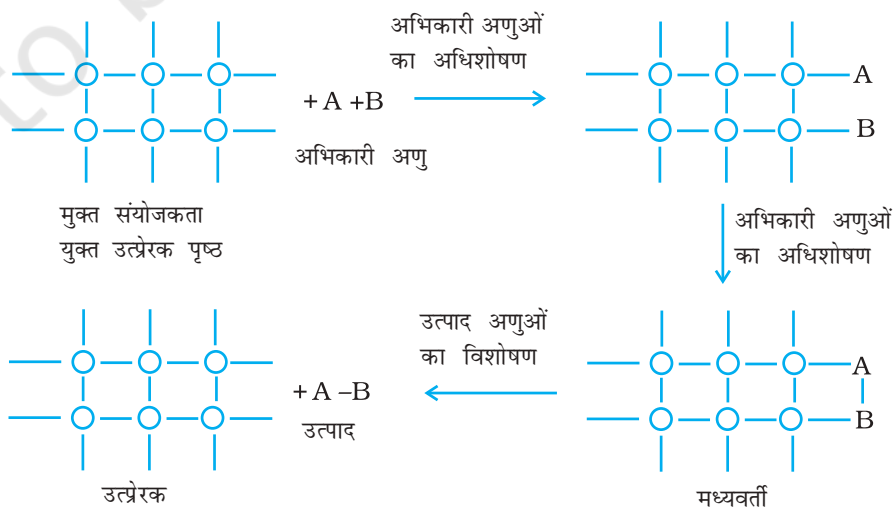 अभिकारी अणुओं
का अधिशोषण
+ A +B
अभिकारी अणु
A
B
मुक्त संयोजकता
युक्त उत्प्रेरक पृष्ठ
अभिकारी अणुओं
का अधिशोषण
A
B
मध्यवर्ती
उत्पाद अणुओं
का विशोषण
+ A –B
उत्पाद
उत्प्रेरक